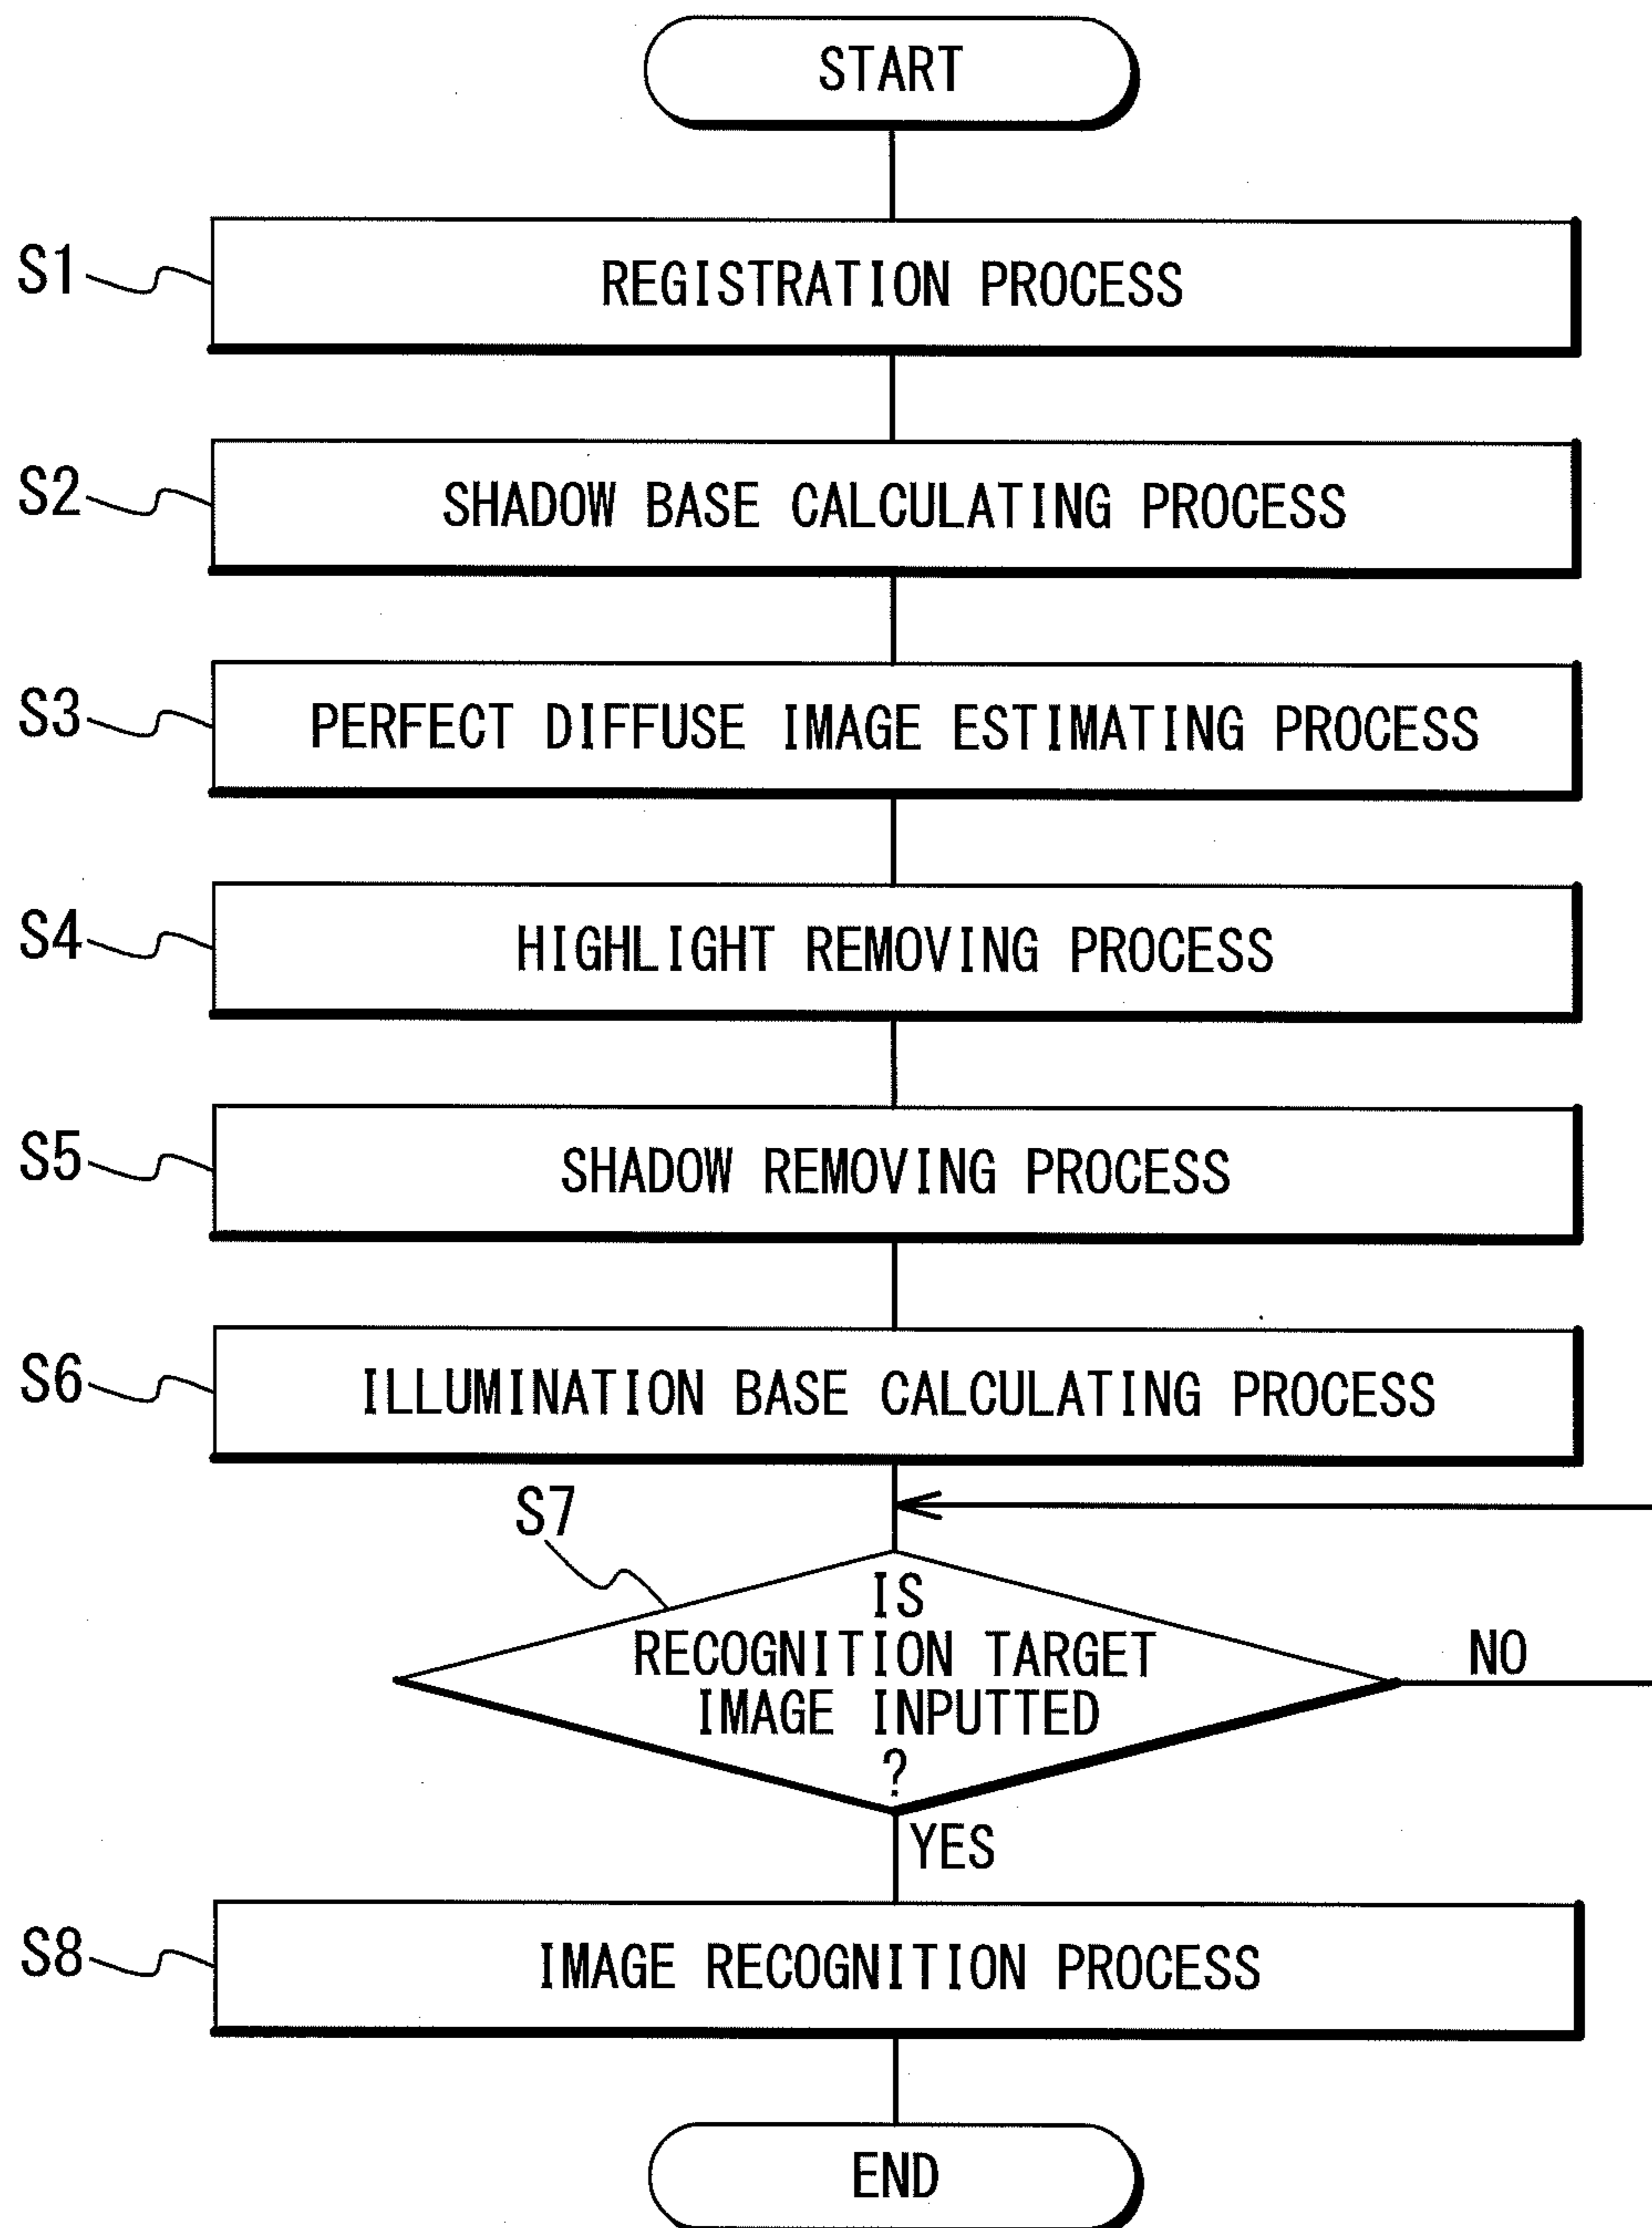 START
S1
REGISTRATION PROCESS
S2
SHADOW BASE CALCULATING PROCESS
S3
PERFECT DIFFUSE IMAGE ESTIMATING PROCESS
S4
HIGHLIGHT REMOVING PROCESS
S5
SHADOW REMOVING PROCESS
S6
ILLUMINATION BASE CALCULATING PROCESS
S7
IS
RECOGNITION TARGET
IMAGE INPUTTED
?
NO
YES
S8
IMAGE RECOGNITION PROCESS
END